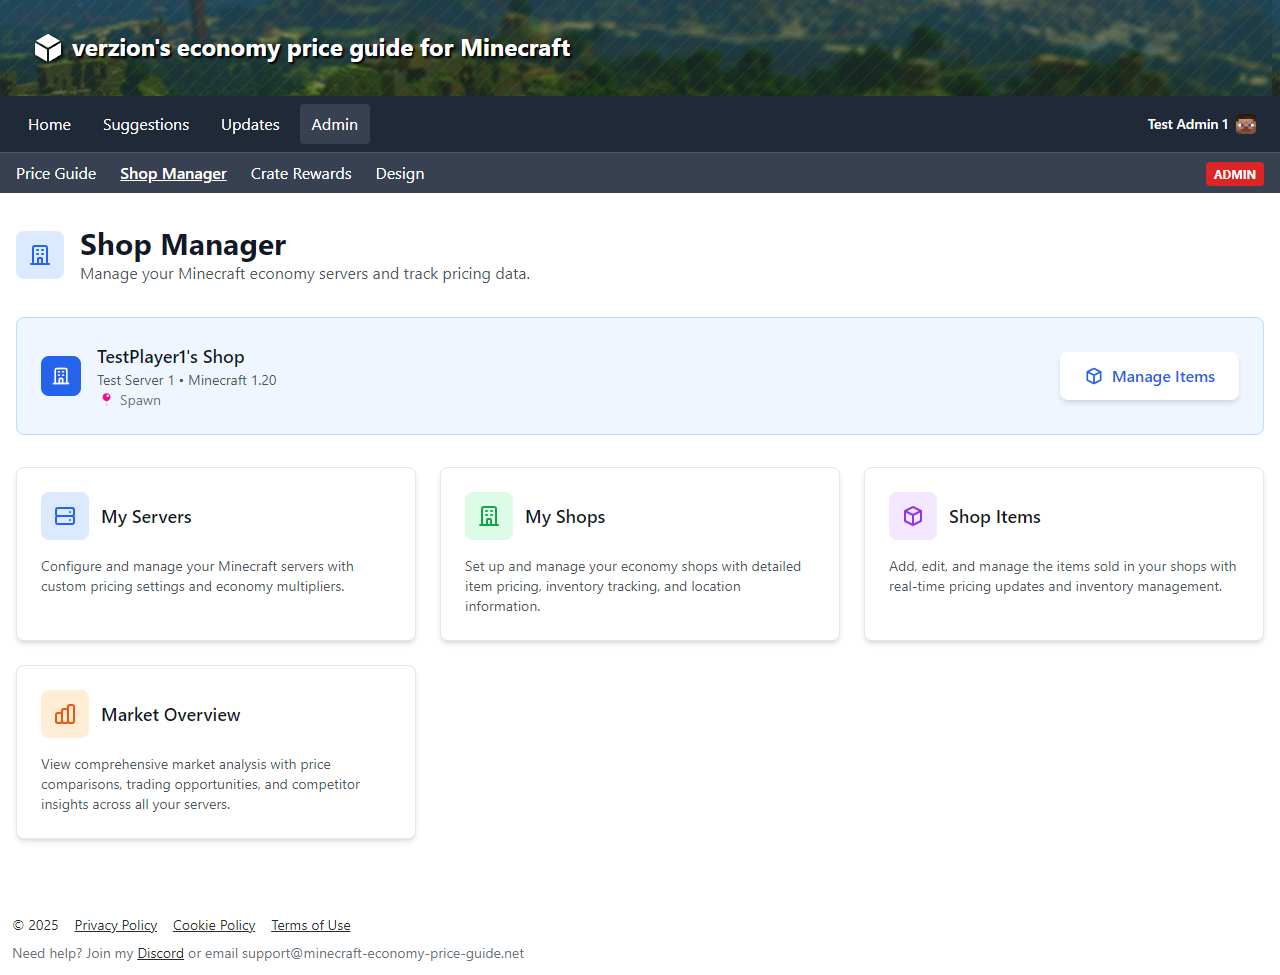 verzion's economy price guide for Minecraft
Home Suggestions Updates Admin Test Admin 1
Price Guide Shop Manager Crate Rewards Design ADMIN
Shop Manager
Manage your Minecraft economy servers and track pricing data.
TestPlayer1's Shop
Test Server 1 • Minecraft 1.20
Spawn
Manage Items
My Servers
Configure and manage your Minecraft servers with
custom pricing settings and economy multipliers.
My Shops
Set up and manage your economy shops with detailed
item pricing, inventory tracking, and location
information.
Shop Items
Add, edit, and manage the items sold in your shops with
real-time pricing updates and inventory management.
Market Overview
View comprehensive market analysis with price
comparisons, trading opportunities, and competitor
insights across all your servers.
© 2025 Privacy Policy Cookie Policy Terms of Use
Need help? Join my Discord or email support@minecraft-economy-price-guide.net